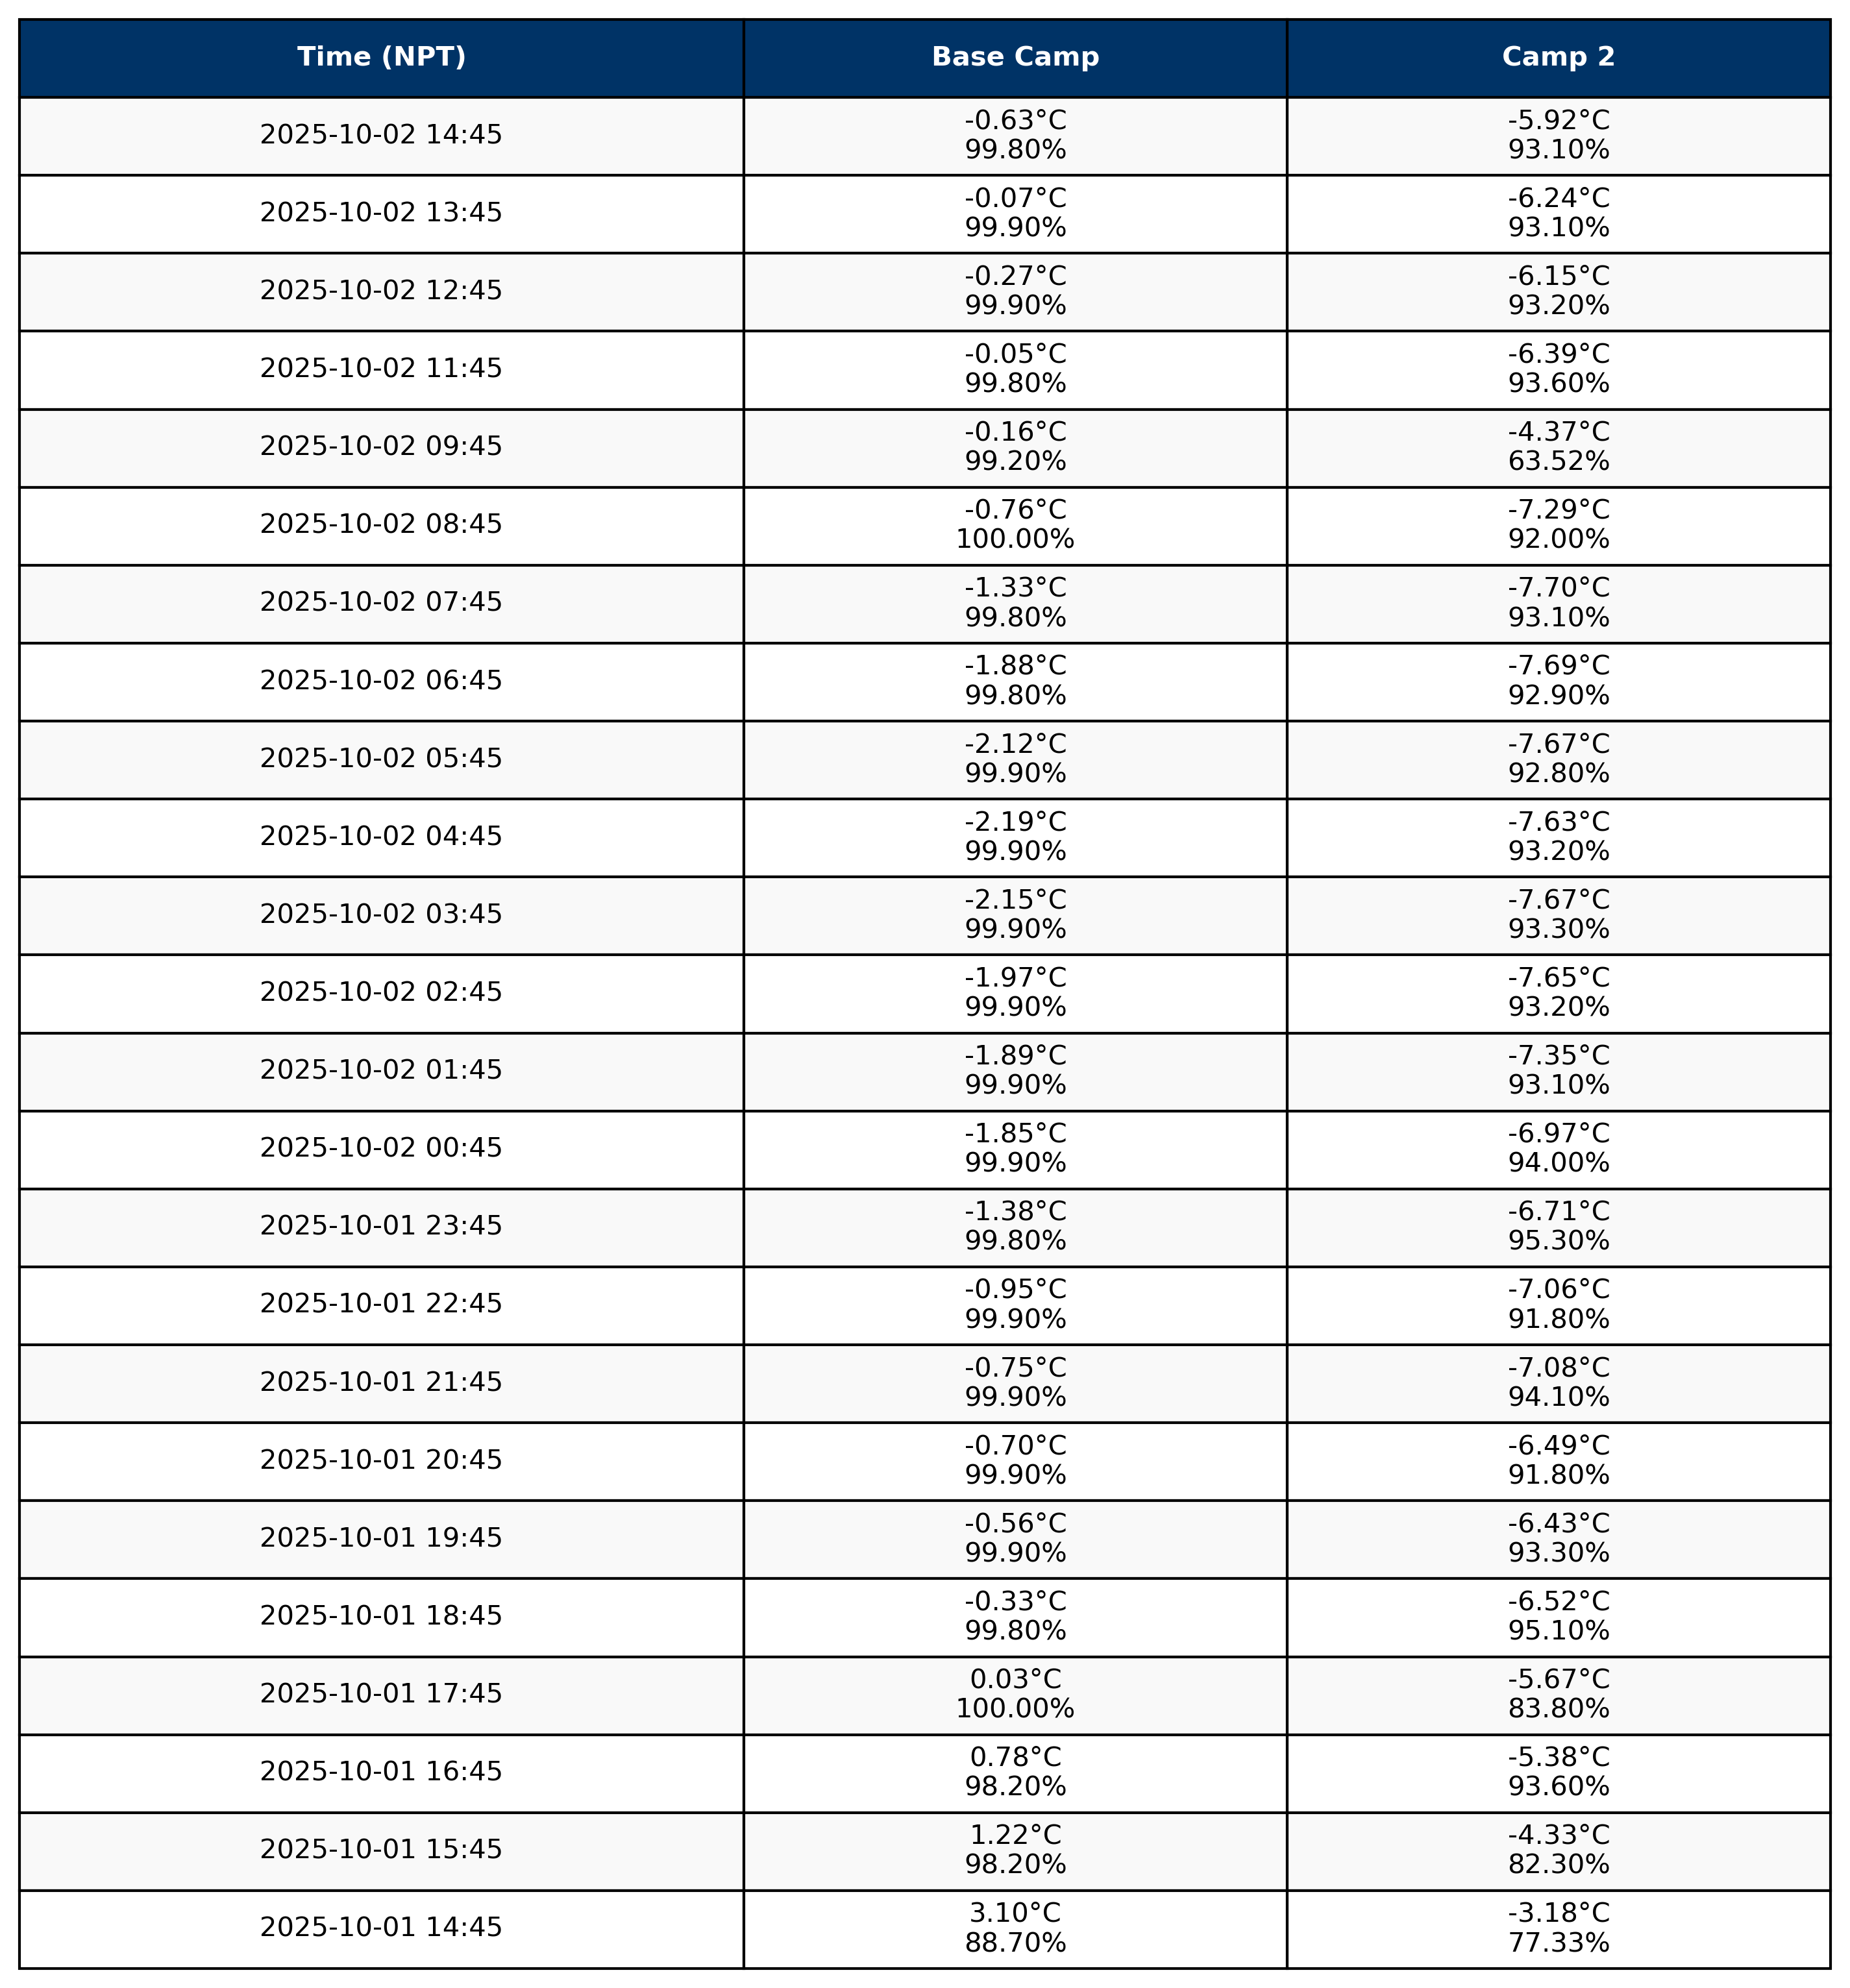 Time (NPT) Base Camp Camp 2
2025-10-02 14:45 -0.63°C -5.92°C
99.80% 93.10%
2025-10-02 13:45 -0.07°C -6.24°C
99.90% 93.10%
2025-10-02 12:45 -0.27°C -6.15°C
99.90% 93.20%
2025-10-02 11:45 -0.05°C -6.39°C
99.80% 93.60%
2025-10-02 09:45 -0.16°C -4.37°C
99.20% 63.52%
2025-10-02 08:45 -0.76°C -7.29°C
100.00% 92.00%
2025-10-02 07:45 -1.33°C -7.70°C
99.80% 93.10%
2025-10-02 06:45 -1.88°C -7.69°C
99.80% 92.90%
2025-10-02 05:45 -2.12°C -7.67°C
99.90% 92.80%
2025-10-02 04:45 -2.19°C -7.63°C
99.90% 93.20%
2025-10-02 03:45 -2.15°C -7.67°C
99.90% 93.30%
2025-10-02 02:45 -1.97°C -7.65°C
99.90% 93.20%
2025-10-02 01:45 -1.89°C -7.35°C
99.90% 93.10%
2025-10-02 00:45 -1.85°C -6.97°C
99.90% 94.00%
2025-10-01 23:45 -1.38°C -6.71°C
99.80% 95.30%
2025-10-01 22:45 -0.95°C -7.06°C
99.90% 91.80%
2025-10-01 21:45 -0.75°C -7.08°C
99.90% 94.10%
2025-10-01 20:45 -0.70°C -6.49°C
99.90% 91.80%
2025-10-01 19:45 -0.56°C -6.43°C
99.90% 93.30%
2025-10-01 18:45 -0.33°C -6.52°C
99.80% 95.10%
2025-10-01 17:45 0.03°C -5.67°C
100.00% 83.80%
2025-10-01 16:45 0.78°C -5.38°C
98.20% 93.60%
2025-10-01 15:45 1.22°C -4.33°C
98.20% 82.30%
2025-10-01 14:45 3.10°C -3.18°C
88.70% 77.33%